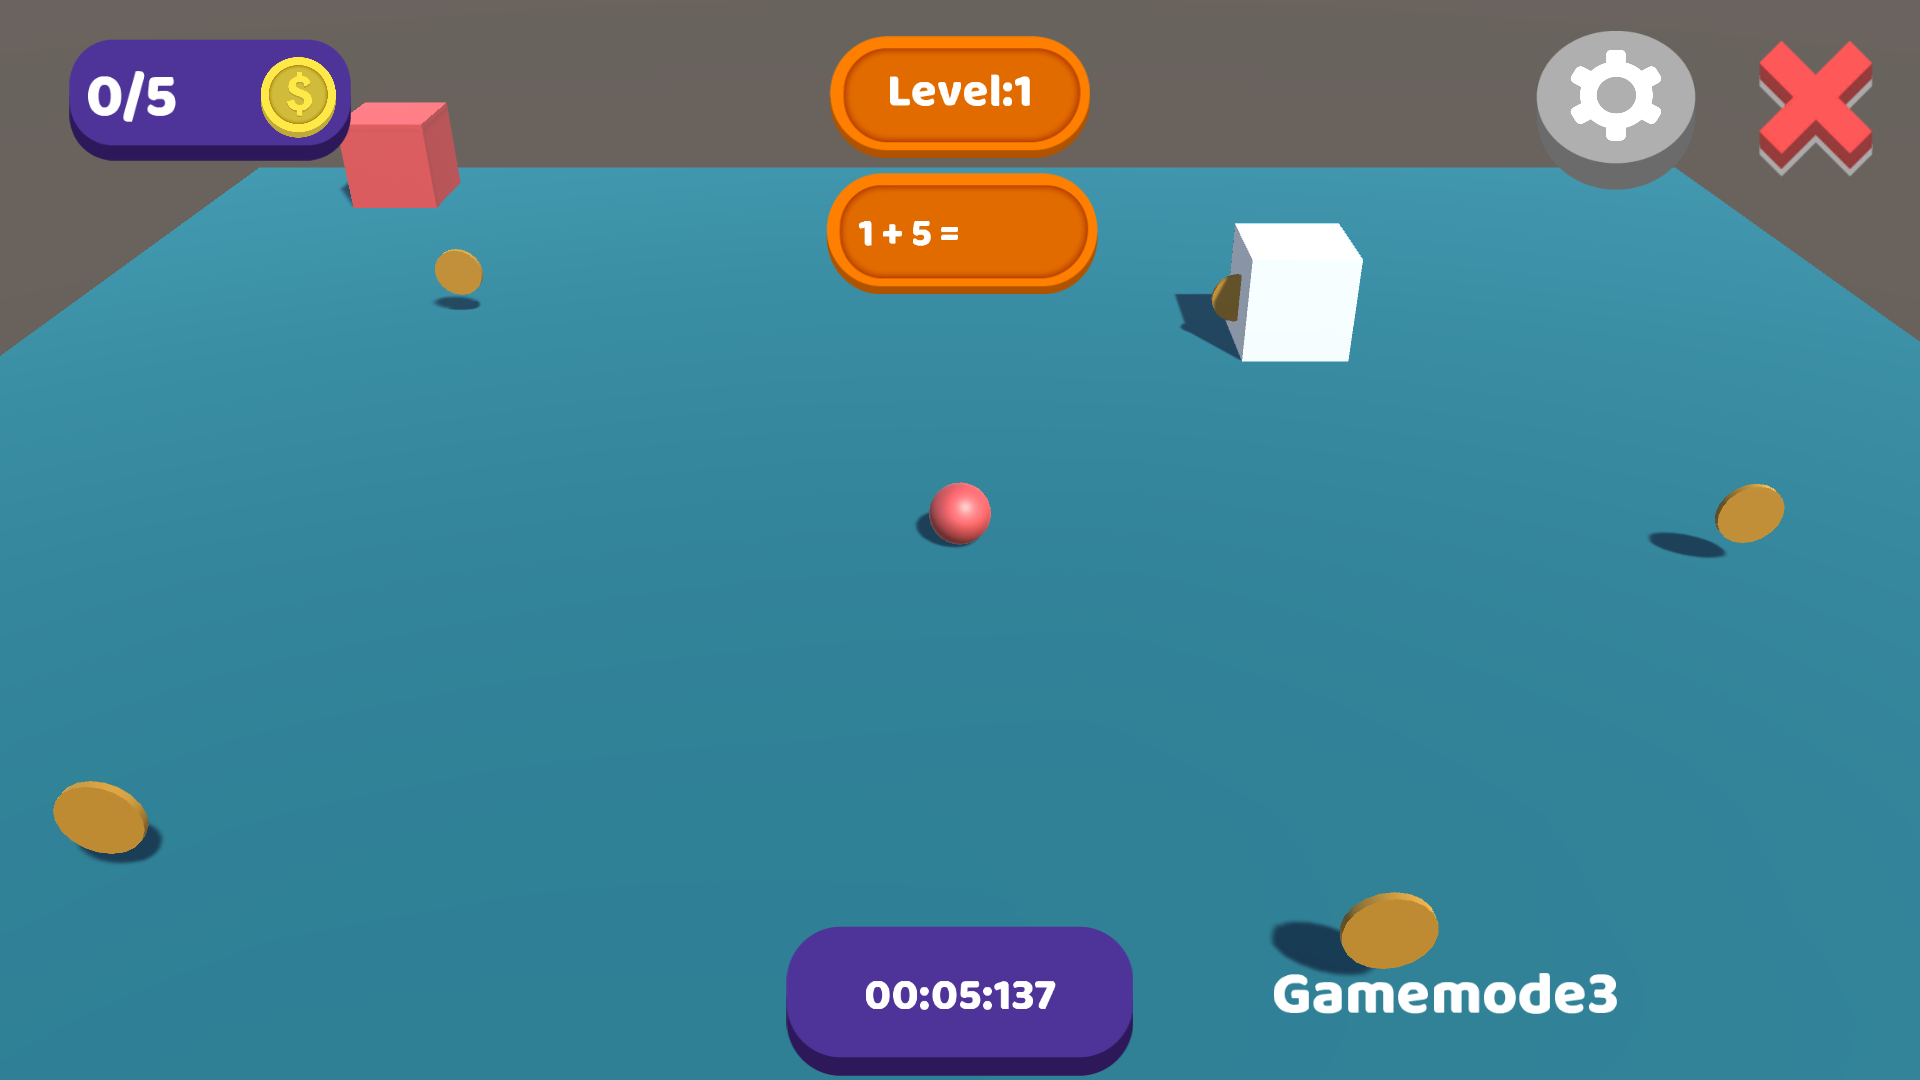 0/5
$
Level:1
1 + 5 =
00:05:137
Gamemode3